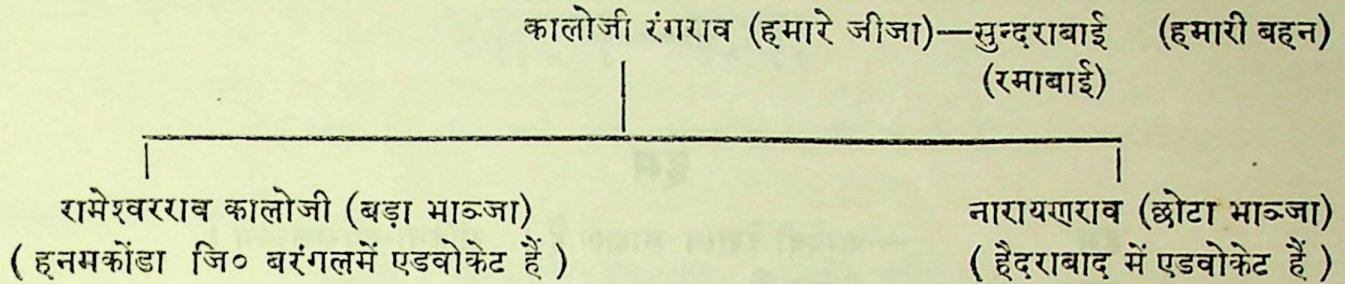 कालोजी रंगराव (हमारे जीजा)—सुन्दराबाई (हमारी बहन)
(रमाबाई)
रामेश्वरराव कालोजी (बड़ा भाञ्जा) नारायणराव (छोटा भाञ्जा)
( हनमकोंडा जि० बरंगलमें एडवोकेट हैं ) ( हैदराबाद में एडवोकेट हैं )